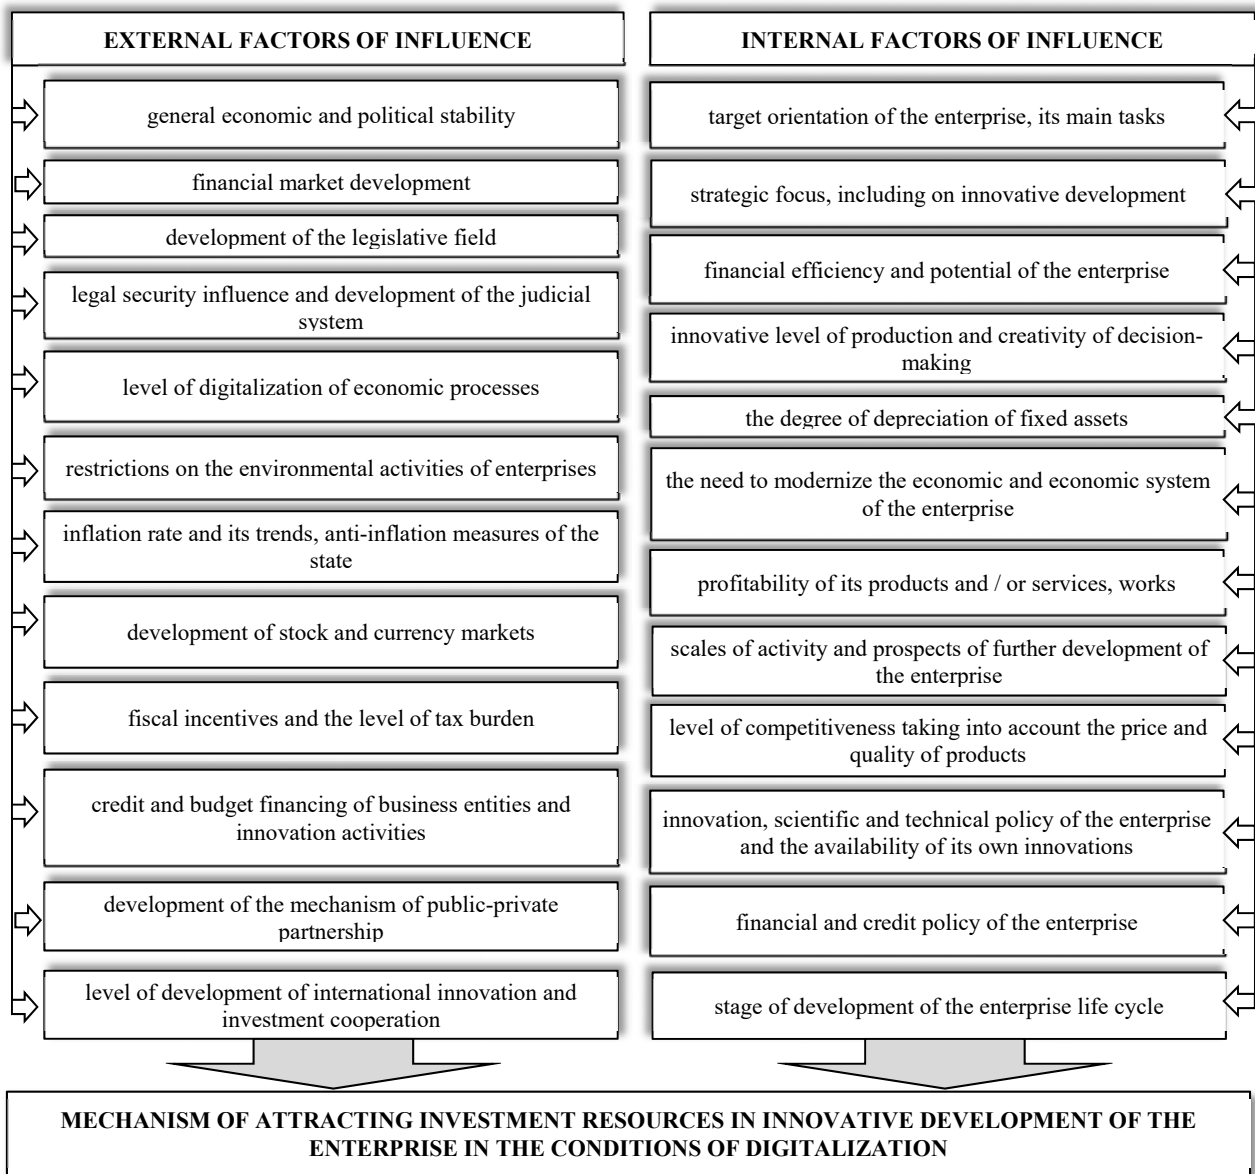 EXTERNAL FACTORS OF INFLUENCE
general economic and political stability
financial market development
development of the legislative field
legal security influence and development of the judicial
system
level of digitalization of economic processes
restrictions on the environmental activities of enterprises
inflation rate and its trends, anti-inflation measures of the
state
development of stock and currency markets
fiscal incentives and the level of tax burden
credit and budget financing of business entities and
innovation activities
development of the mechanism of public-private
partnership
level of development of international innovation and
investment cooperation
INTERNAL FACTORS OF INFLUENCE
target orientation of the enterprise, its main tasks
strategic focus, including on innovative development
financial efficiency and potential of the enterprise
innovative level of production and creativity of decision-
making
the degree of depreciation of fixed assets
the need to modernize the economic and economic system
of the enterprise
profitability of its products and / or services, works
scales of activity and prospects of further development of
the enterprise
level of competitiveness taking into account the price and
quality of products
innovation, scientific and technical policy of the enterprise
and the availability of its own innovations
financial and credit policy of the enterprise
stage of development of the enterprise life cycle
MECHANISM OF ATTRACTING INVESTMENT RESOURCES IN INNOVATIVE DEVELOPMENT OF THE
ENTERPRISE IN THE CONDITIONS OF DIGITALIZATION